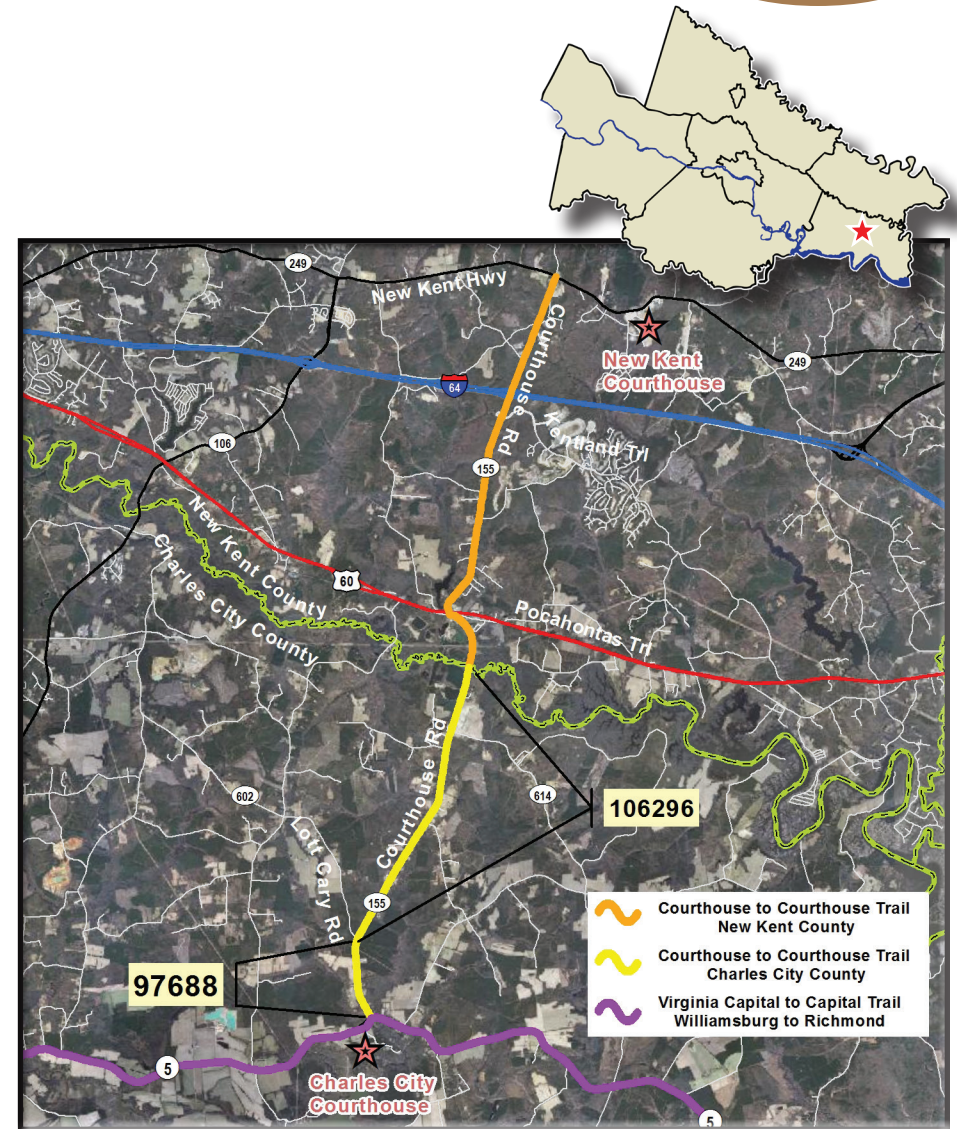 249
New Kent Hwy
Courthouse Rd
New Kent
Courthouse
249
64
Kentland Trl
106
155
New Kent County
Charles City County
60
Pocahontas Trl
Courthouse Rd
602
614
106296
Lott Cary Rd
155
97688
Courthouse to Courthouse Trail
New Kent County
Courthouse to Courthouse Trail
Charles City County
Virginia Capital to Capital Trail
Williamsburg to Richmond
5
Charles City
Courthouse
5